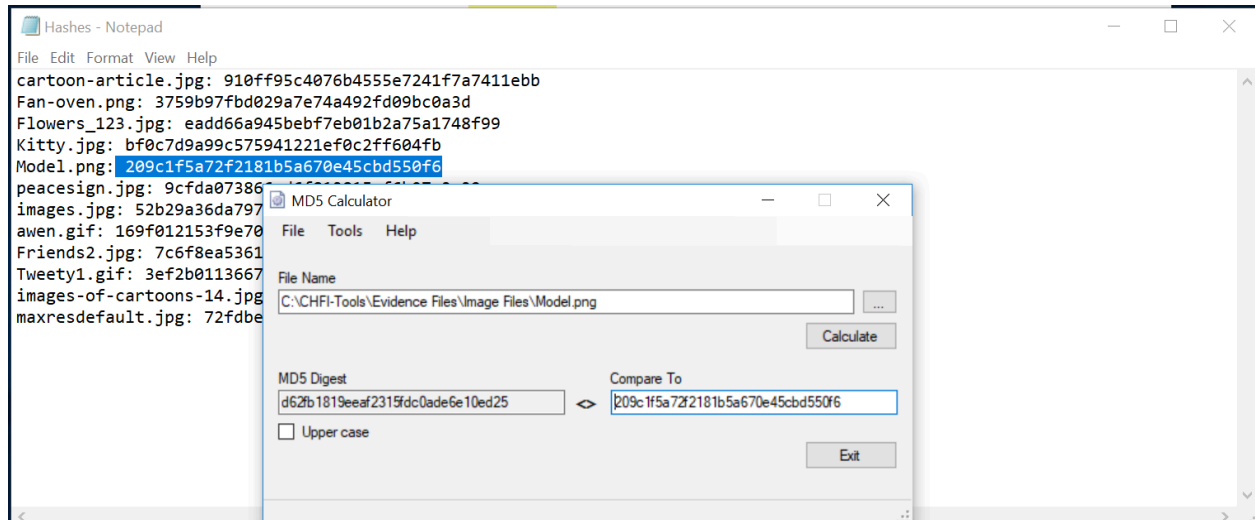 Hashes - Notepad
File Edit Format View Help
cartoon-article.jpg: 910ff95c4076b4555e7241f7a7411ebb
Fan-oven.png: 3759b97fbd029a7e74a492fd09bc0a3d
Flowers_123.jpg: eadd66a945bebf7eb01b2a75a1748f99
Kitty.jpg: bf0c7d9a99c575941221ef0c2ff604fb
Model.png: 209c1f5a72f2181b5a670e45cbd550f6
peacesign.jpg: 9cfda07386
images.jpg: 52b29a36da797
awen.gif: 169f012153f9e70
Friends2.jpg: 7c6f8ea5361
Tweety1.gif: 3ef2b0113667
images-of-cartoons-14.jpg
maxresdefault.jpg: 72fdbe
MD5 Calculator
File Tools Help
File Name
C:\CHFI-Tools\Evidence Files\Image Files\Model.png
...
Calculate
MD5 Digest Compare To
d62fb1819eeaf2315fdc0ade6e10ed25 <> 209c1f5a72f2181b5a670e45cbd550f6
Upper case
Exit